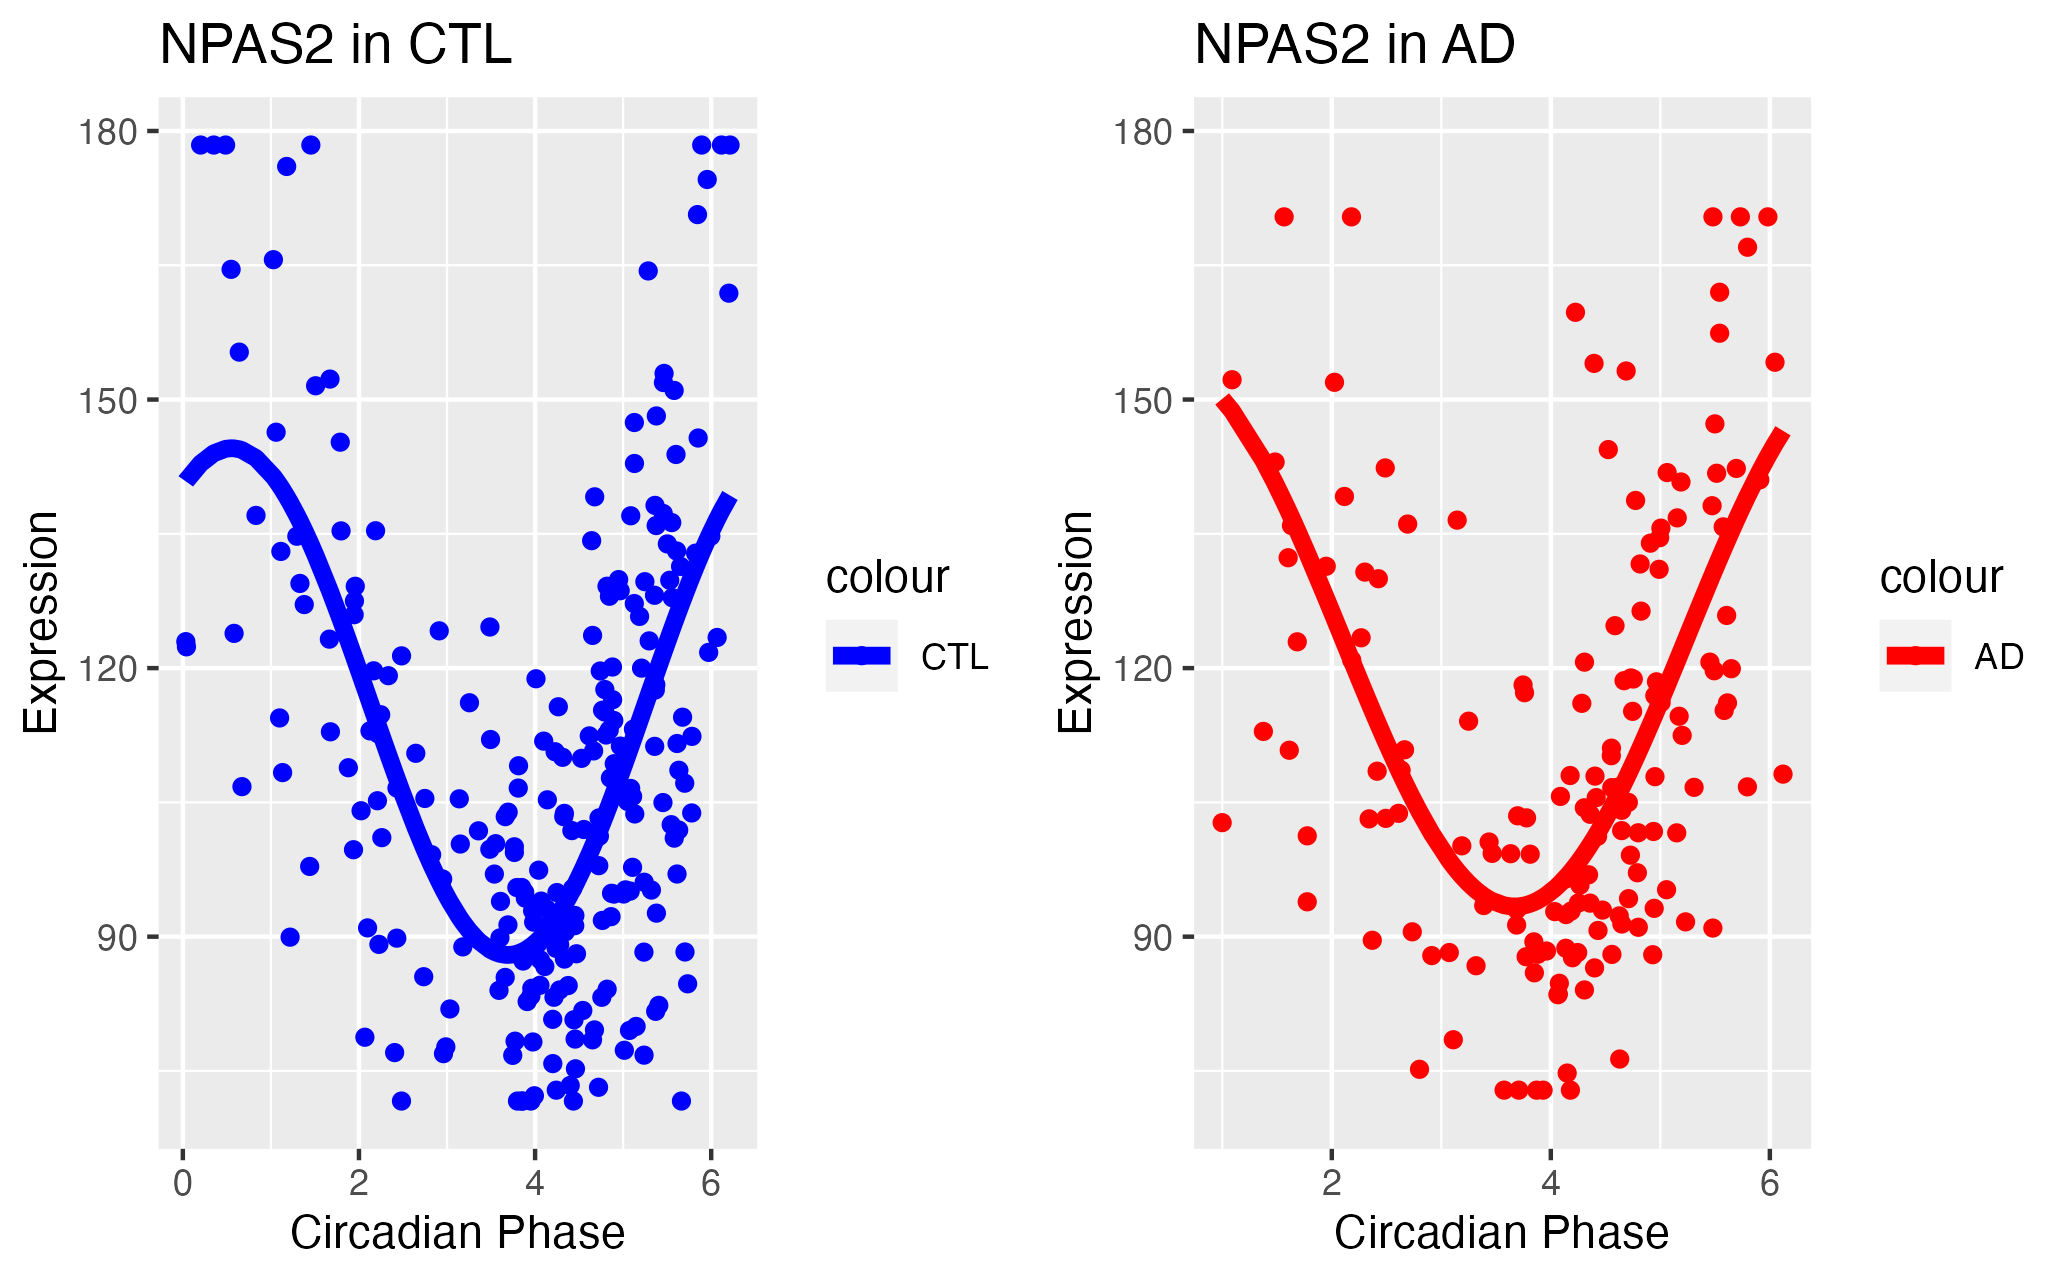 NPAS2 in CTL
180
150
120
90
Expression
0 2 4 6
Circadian Phase
colour
CTL
NPAS2 in AD
180
150
120
90
Expression
2 4 6
Circadian Phase
colour
AD